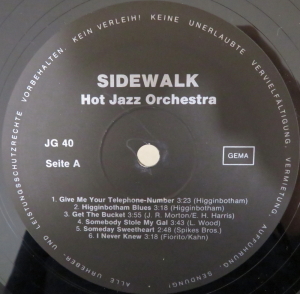 ALLE URHEBER- UND LEISTUNGSSCHUTZRECHTE VORBEHALTEN. KEIN VERLEIH! KEINE UNERLAUBTE VERVIELFÄLTIGUNG, VERMIETUNG, AUFFÜHRUNG, SENDUNG!
SIDEWALK
Hot Jazz Orchestra
JG 40
Seite A
GEMA
1. Give Me Your Telephone-Number 3:23 (Higginbotham)
2. Higginbotham Blues 3:18 (Higginbotham)
3. Get The Bucket 3:55 (J. R. Morton/E. H. Harris)
4. Somebody Stole My Gal 3:43 (L. Wood)
5. Someday Sweetheart 2:48 (Spikes Bros.)
6. I Never Knew 3:18 (Fiorito/Kahn)